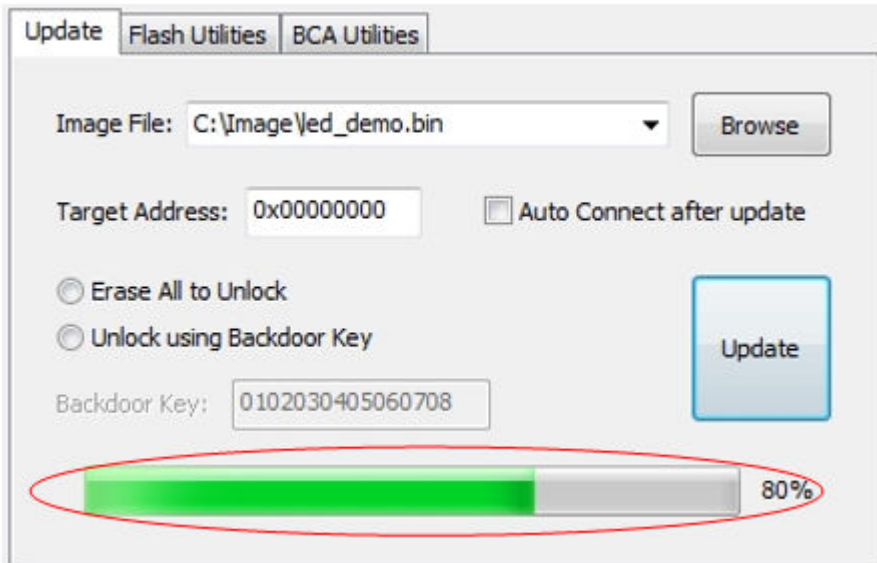 Update Flash Utilities BCA Utilities
Image File: C:\Image\led_demo.bin Browse
Target Address: 0x00000000 Auto Connect after update
Erase All to Unlock
Unlock using Backdoor Key
Update
Backdoor Key: 0102030405060708
80%